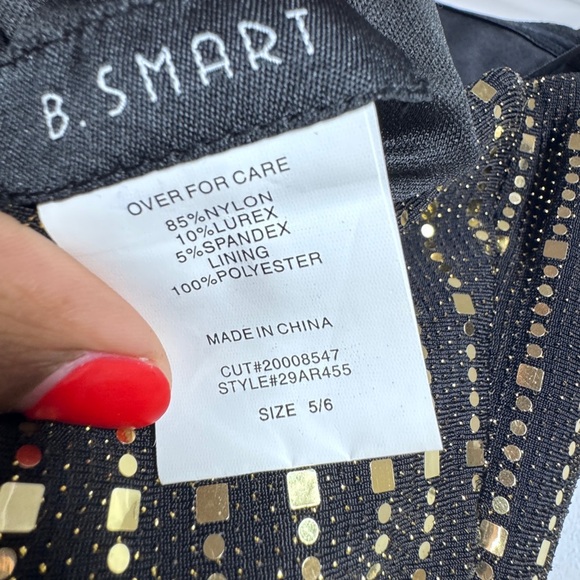 B. SMART
OVER FOR CARE
85%NYLON
10%LUREX
5%SPANDEX
LINING
100%POLYESTER
MADE IN CHINA
CUT#20008547
STYLE#29AR455
SIZE 5/6